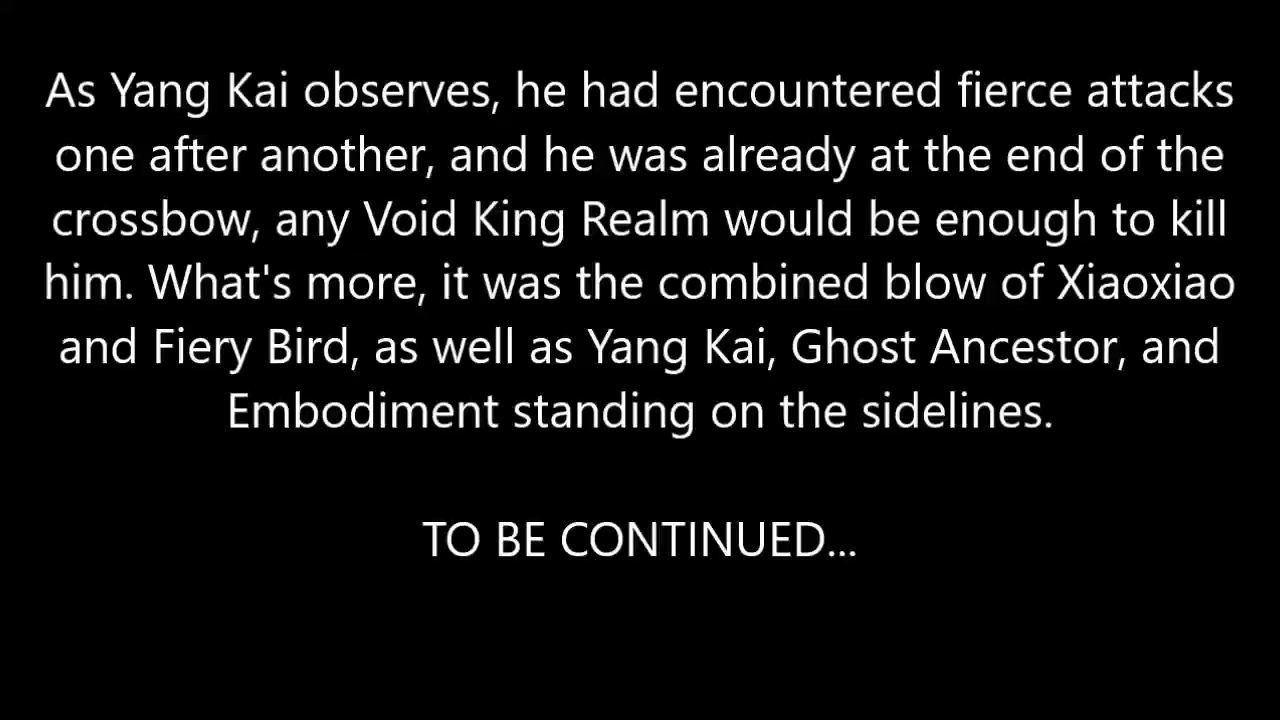 As Yang Kai observes, he had encountered fierce attacks
one after another, and he was already at the end of the
crossbow, any Void King Realm would be enough to kill
him. What's more, it was the combined blow of Xiaoxiao
and Fiery Bird, as well as Yang Kai, Ghost Ancestor, and
Embodiment standing on the sidelines.
TO BE CONTINUED...